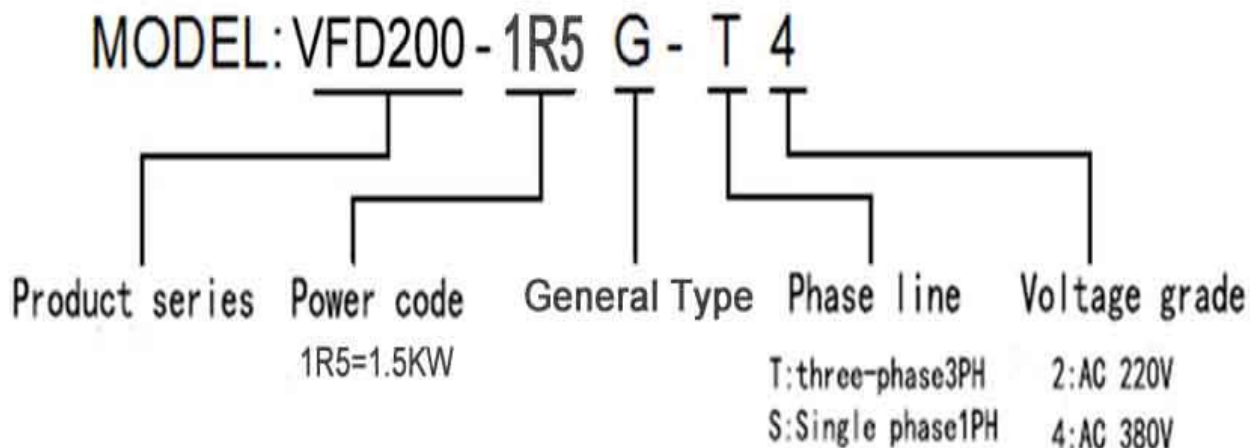 MODEL: VFD200 - 1R5 G - T 4
Product series Power code General Type Phase line Voltage grade
1R5=1.5KW
T:three-phase3PH 2:AC 220V
S:Single phase1PH 4:AC 380V